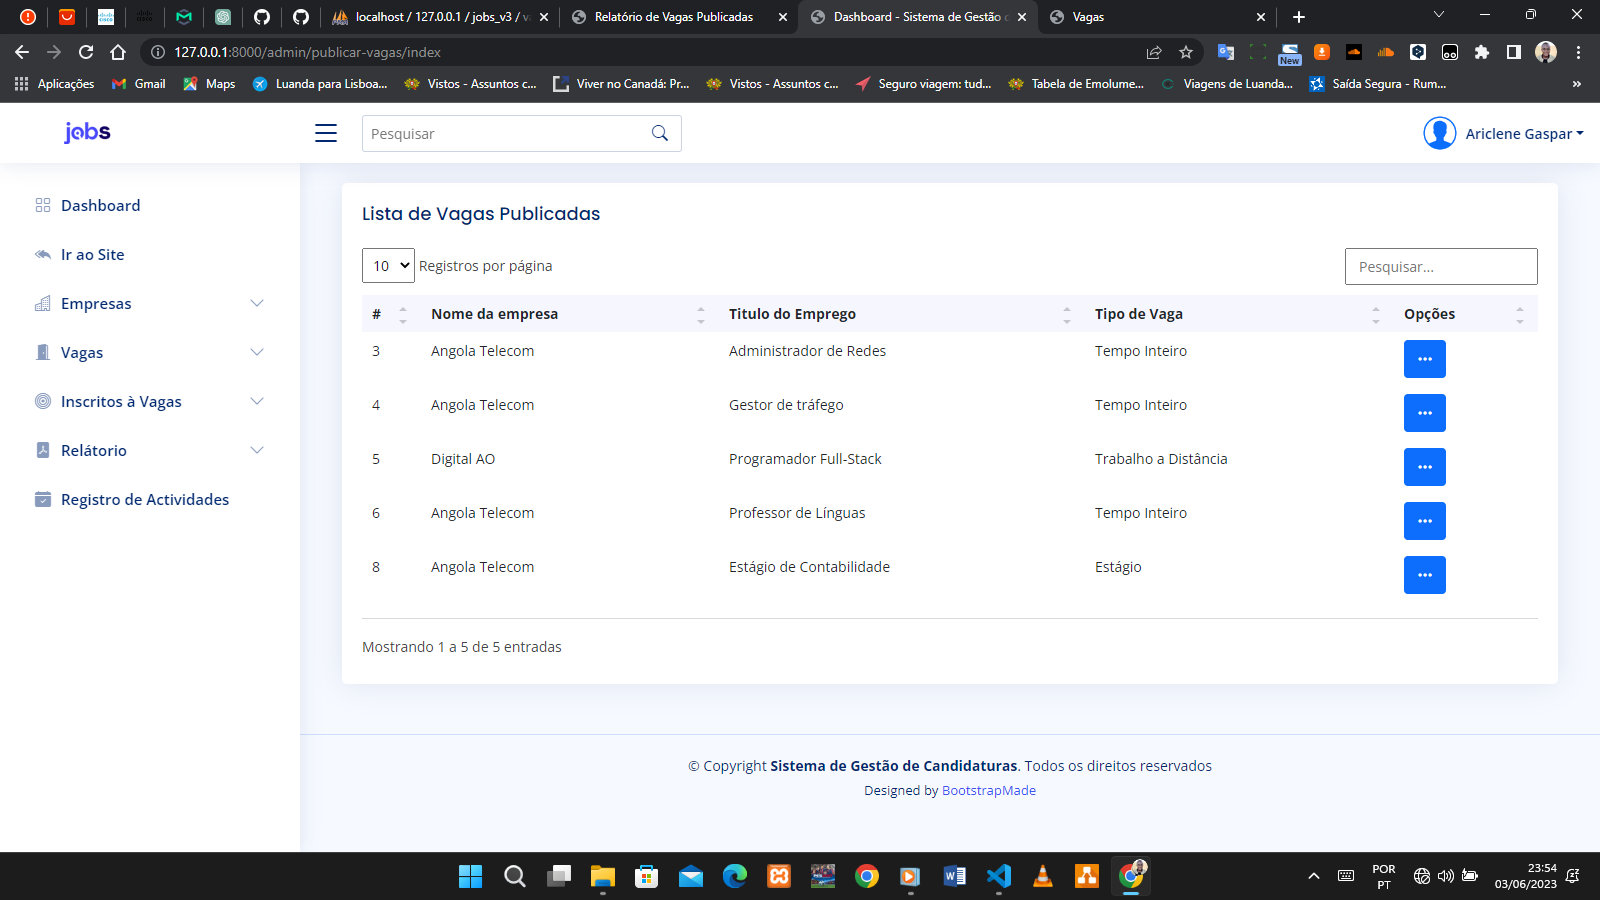 localhost / 127.0.0.1 / jobs_v3 / v
Relatório de Vagas Publicadas
Dashboard - Sistema de Gestão
Vagas
127.0.0.1:8000/admin/publicar-vagas/index
New
Aplicações
Gmail
Maps
Luanda para Lisboa...
Vistos - Assuntos c...
Viver no Canadá: Pr...
Vistos - Assuntos c...
Seguro viagem: tud...
Tabela de Emolume...
Viagens de Luanda...
Saída Segura - Rum...
»
jobs
Pesquisar
Ariclene Gaspar
Dashboard
Ir ao Site
Empresas
Vagas
Inscritos à Vagas
Relátorio
Registro de Actividades
Lista de Vagas Publicadas
10 Registros por página
Pesquisar...
# Nome da empresa Titulo do Emprego Tipo de Vaga Opções
3 Angola Telecom Administrador de Redes Tempo Inteiro
4 Angola Telecom Gestor de tráfego Tempo Inteiro
5 Digital AO Programador Full-Stack Trabalho a Distância
6 Angola Telecom Professor de Línguas Tempo Inteiro
8 Angola Telecom Estágio de Contabilidade Estágio
Mostrando 1 a 5 de 5 entradas
© Copyright Sistema de Gestão de Candidaturas. Todos os direitos reservados
Designed by BootstrapMade
POR
PT
23:54
03/06/2023